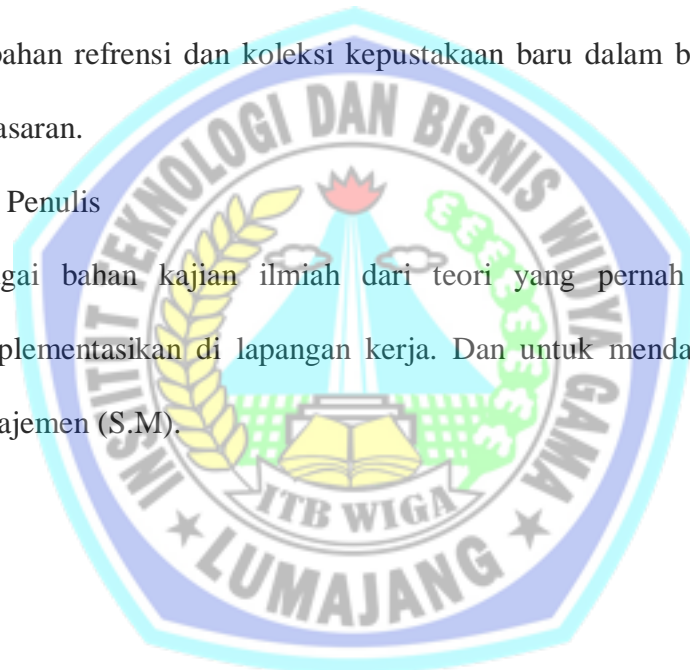 bahan refrensi dan koleksi kepustakaan baru dalam b
asaran.
Penulis
gai bahan kajian ilmiah dari teori yang pernah
plementasikan di lapangan kerja. Dan untuk menda
ajemen (S.M).
INSTITUT TEKNOLOGI DAN BISNIS WIDYA GAMA
ITB WIGA
LUMAJANG